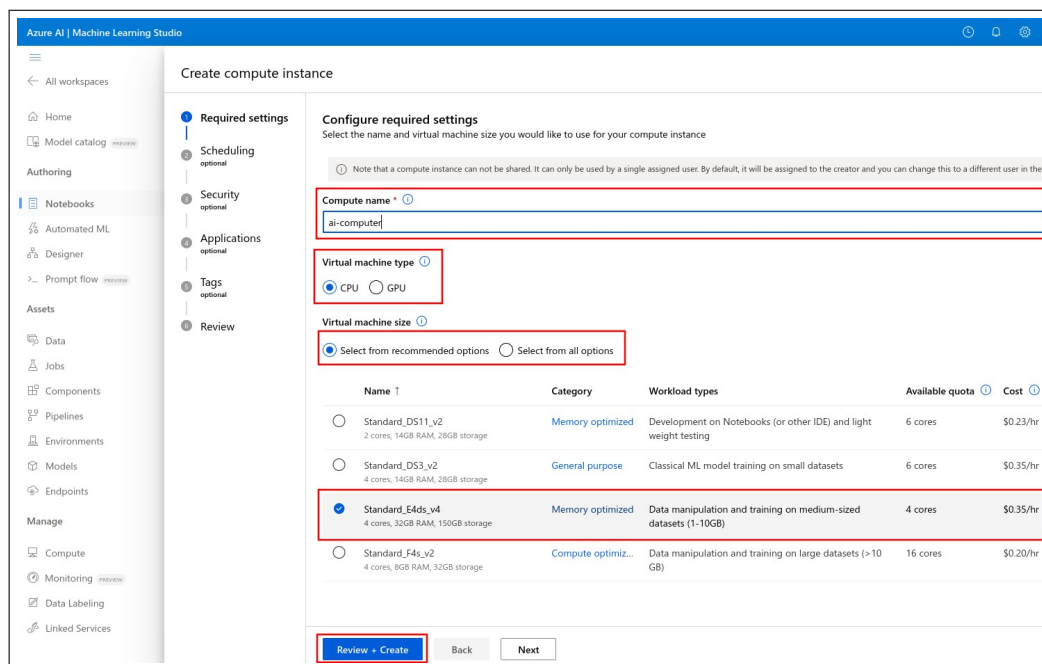 Azure AI | Machine Learning Studio
All workspaces
Home
Model catalog PREVIEW
Authoring
Notebooks
Automated ML
Designer
Prompt flow PREVIEW
Assets
Data
Jobs
Components
Pipelines
Environments
Models
Endpoints
Manage
Compute
Monitoring PREVIEW
Data Labeling
Linked Services
Create compute instance
1 Required settings
2 Scheduling
optional
3 Security
optional
4 Applications
optional
5 Tags
optional
6 Review
Configure required settings
Select the name and virtual machine size you would like to use for your compute instance
Note that a compute instance can not be shared. It can only be used by a single assigned user. By default, it will be assigned to the creator and you can change this to a different user in the
Compute name *
ai-computer
Virtual machine type
CPU GPU
Virtual machine size
Select from recommended options Select from all options
Name ↑ Category Workload types Available quota Cost
Standard_DS11_v2 Memory optimized Development on Notebooks (or other IDE) and light 6 cores $0.23/hr
2 cores, 14GB RAM, 28GB storage weight testing
Standard_DS3_v2 General purpose Classical ML model training on small datasets 6 cores $0.35/hr
4 cores, 14GB RAM, 28GB storage
Standard_E4ds_v4 Memory optimized Data manipulation and training on medium-sized 4 cores $0.35/hr
4 cores, 32GB RAM, 150GB storage datasets (1-10GB)
Standard_F4s_v2 Compute optimiz... Data manipulation and training on large datasets (>10 16 cores $0.20/hr
4 cores, 8GB RAM, 32GB storage GB)
Review + Create Back Next